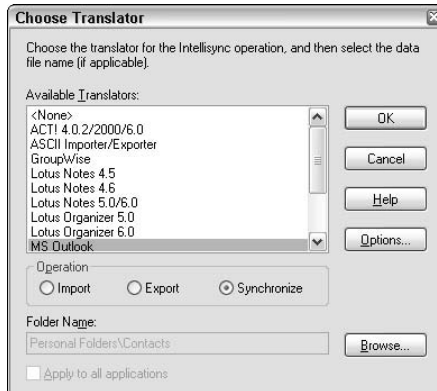 Choose Translator
Choose the translator for the Intellisync operation, and then select the data
file name (if applicable).
Available Translators:
<None>
ACT! 4.0.2/2000/6.0
ASCII Importer/Exporter
GroupWise
Lotus Notes 4.5
Lotus Notes 4.6
Lotus Notes 5.0/6.0
Lotus Organizer 5.0
Lotus Organizer 6.0
MS Outlook
OK
Cancel
Help
Options...
Operation
Import Export Synchronize
Folder Name:
Personal Folders\Contacts
Browse...
Apply to all applications